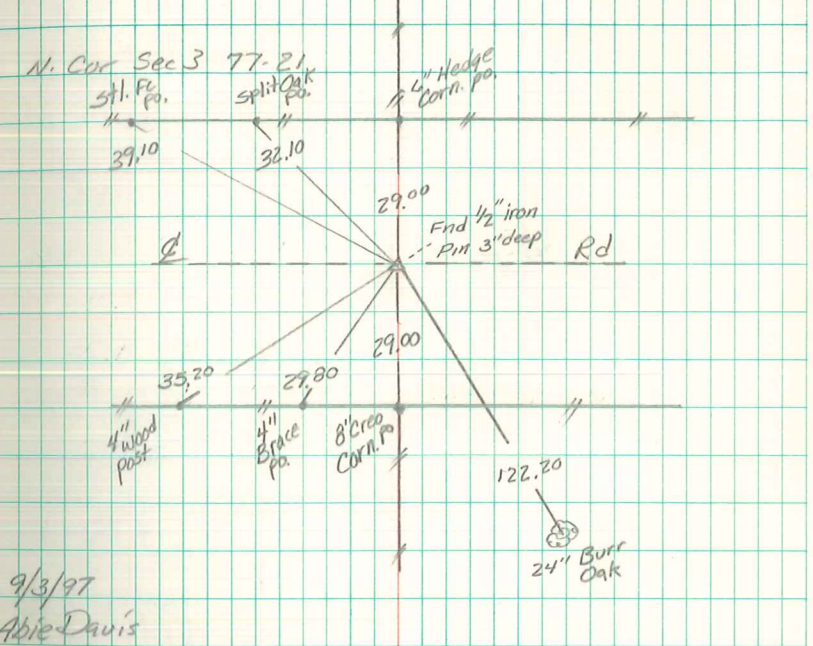 N. Cor Sec 3 77-21
stl. Fc
po.
split Oak
po.
6" Hedge
Corn. po.
39.10
32.10
29.00
Fnd 1/2" iron
Pin 3" deep
℄
Rd
29.00
35.20
29.80
4" wood
post
4"
Brace
po.
8" Creo
Corn. po
122.20
24" Burr
Oak
9/3/97
Abie Davis